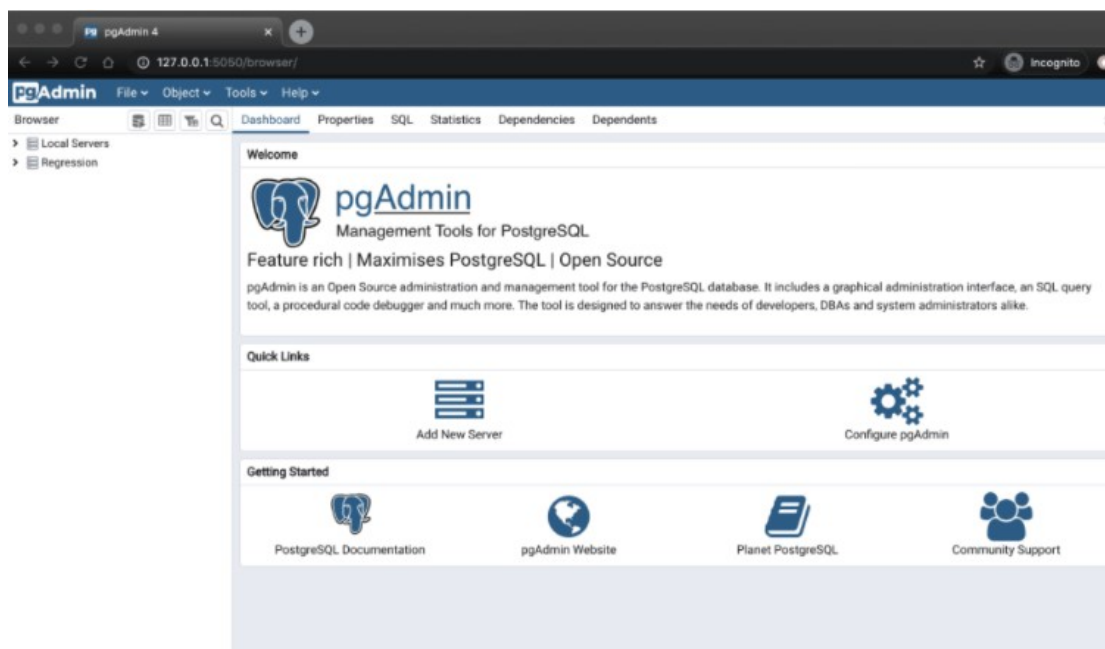 Pg pgAdmin 4
127.0.0.1:5050/browser/ Incognito
pgAdmin File Object Tools Help
Browser Dashboard Properties SQL Statistics Dependencies Dependents
Local Servers
Regression
Welcome
pgAdmin
Management Tools for PostgreSQL
Feature rich | Maximises PostgreSQL | Open Source
pgAdmin is an Open Source administration and management tool for the PostgreSQL database. It includes a graphical administration interface, an SQL query
tool, a procedural code debugger and much more. The tool is designed to answer the needs of developers, DBAs and system administrators alike.
Quick Links
Add New Server Configure pgAdmin
Getting Started
PostgreSQL Documentation pgAdmin Website Planet PostgreSQL Community Support